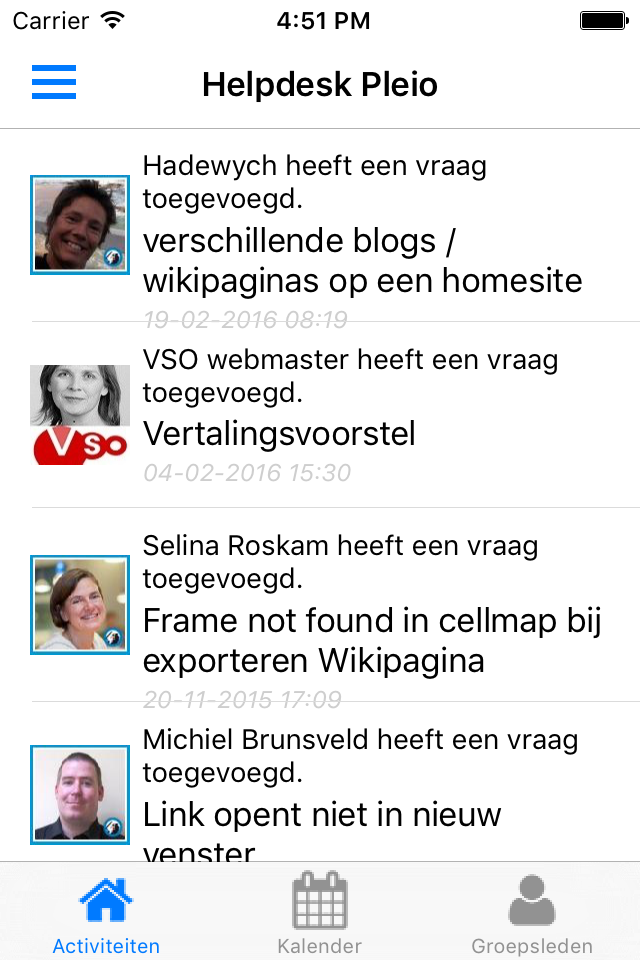 Carrier
4:51 PM
Helpdesk Pleio
Hadewych heeft een vraag
toegevoegd.
verschillende blogs /
wikipaginas op een homesite
19-02-2016 08:19
VSO webmaster heeft een vraag
toegevoegd.
Vertalingsvoorstel
04-02-2016 15:30
VSO
Selina Roskam heeft een vraag
toegevoegd.
Frame not found in cellmap bij
exporteren Wikipagina
20-11-2015 17:09
Michiel Brunsveld heeft een vraag
toegevoegd.
Link opent niet in nieuw
venster
Activiteiten
Kalender
Groepsleden